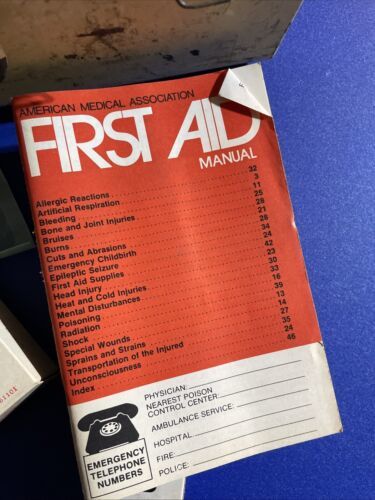 AMERICAN MEDICAL ASSOCIATION
FIRST AID
MANUAL
Allergic Reactions 32
Artificial Respiration 3
Bleeding 11
Bone and Joint Injuries 25
Bruises 28
Burns 21
Cuts and Abrasions 26
Emergency Childbirth 34
Epileptic Seizure 24
First Aid Supplies 42
Head Injury 23
Heat and Cold Injuries 30
Mental Disturbances 33
Poisoning 16
Radiation 39
Shock 13
Special Wounds 14
Sprains and Strains 27
Transportation of the Injured 35
Unconsciousness 24
Index 46
EMERGENCY
TELEPHONE
NUMBERS
PHYSICIAN:
NEAREST POISON
CONTROL CENTER:
AMBULANCE SERVICE:
HOSPITAL
FIRE:
POLICE: